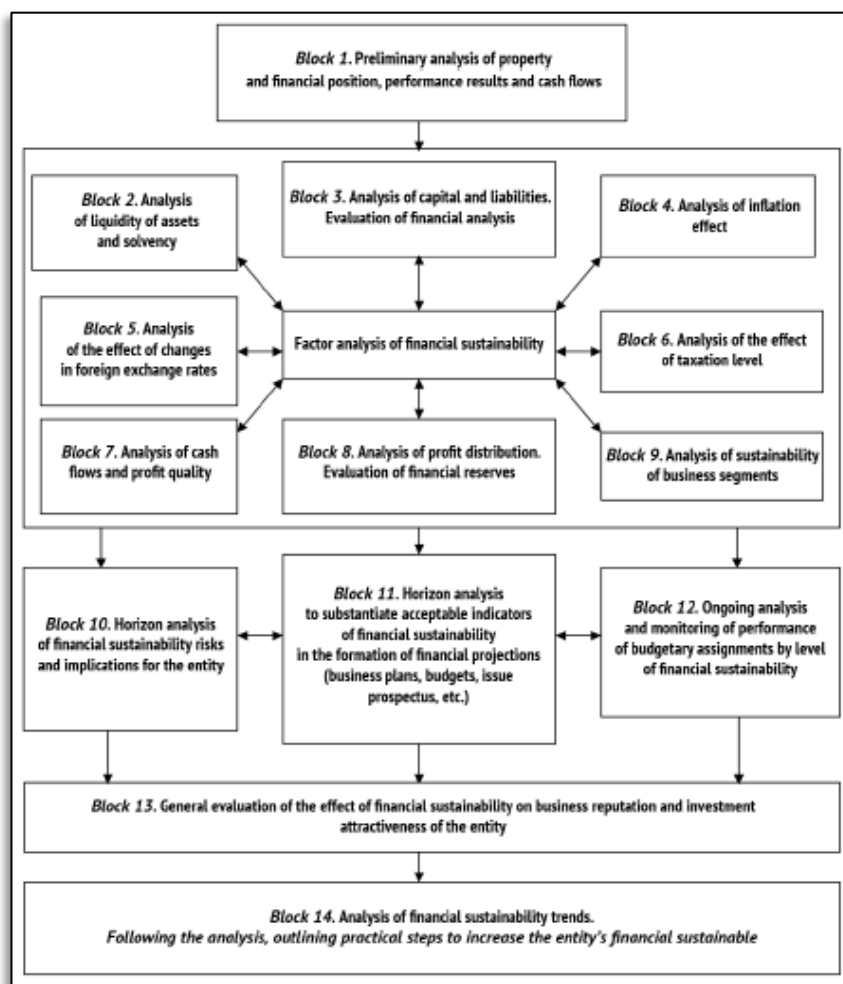 Block 1. Preliminary analysis of property
and financial position, performance results and cash flows
Block 2. Analysis
of liquidity of assets
and solvency
Block 3. Analysis of capital and liabilities.
Evaluation of financial analysis
Block 4. Analysis of inflation
effect
Block 5. Analysis
of the effect of changes
in foreign exchange rates
Factor analysis of financial sustainability
Block 6. Analysis of the effect
of taxation level
Block 7. Analysis of cash
flows and profit quality
Block 8. Analysis of profit distribution.
Evaluation of financial reserves
Block 9. Analysis of sustainability
of business segments
Block 10. Horizon analysis
of financial sustainability risks
and implications for the entity
Block 11. Horizon analysis
to substantiate acceptable indicators
of financial sustainability
in the formation of financial projections
(business plans, budgets, issue
prospectus, etc.)
Block 12. Ongoing analysis
and monitoring of performance
of budgetary assignments by level
of financial sustainability
Block 13. General evaluation of the effect of financial sustainability on business reputation and investment
attractiveness of the entity
Block 14. Analysis of financial sustainability trends.
Following the analysis, outlining practical steps to increase the entity's financial sustainable